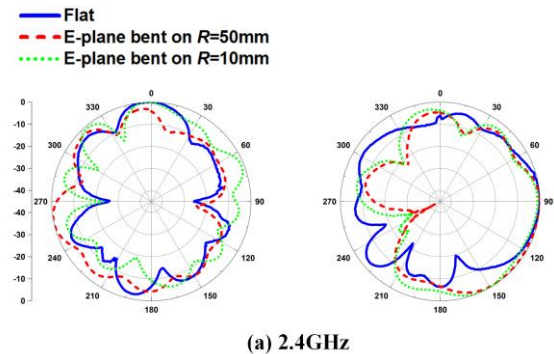 Flat
E-plane bent on R=50mm
E-plane bent on R=10mm
0 0
0 330 30 330 30
-10
-20 300 60 300 60
-30
-40 270 90 270 90
-30
-20 240 120 240 120
-10
0 210 150 210 150
180 180
(a) 2.4GHz